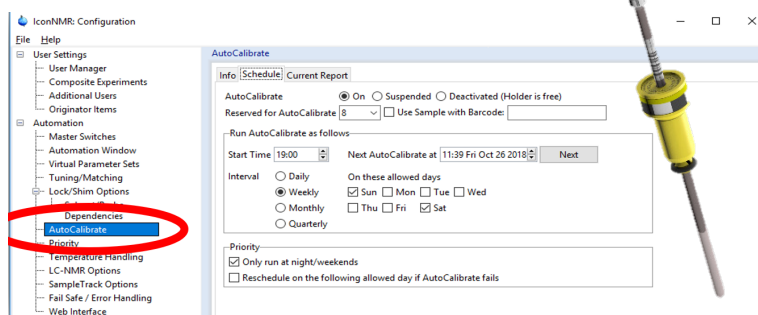 IconNMR: Configuration
File Help
User Settings
User Manager
Composite Experiments
Additional Users
Originator Items
Automation
Master Switches
Automation Window
Virtual Parameter Sets
Tuning/Matching
Lock/Shim Options
Dependencies
AutoCalibrate
Priority
Temperature Handling
LC-NMR Options
SampleTrack Options
Fail Safe / Error Handling
Web Interface
AutoCalibrate
Info Schedule Current Report
AutoCalibrate On Suspended Deactivated (Holder is free)
Reserved for AutoCalibrate 8 Use Sample with Barcode:
Run AutoCalibrate as follows
Start Time 19:00 Next AutoCalibrate at 11:39 Fri Oct 26 2018 Next
Interval Daily On these allowed days
Weekly Sun Mon Tue Wed
Monthly Thu Fri Sat
Quarterly
Priority
Only run at night/weekends
Reschedule on the following allowed day if AutoCalibrate fails